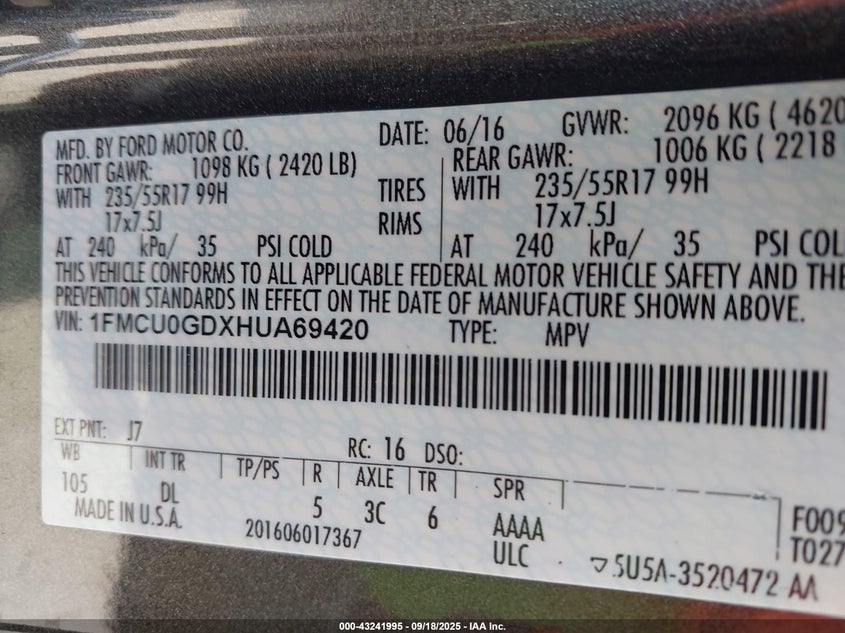 MFD. BY FORD MOTOR CO.
DATE: 06/16 GVWR: 2096 KG ( 4620
FRONT GAWR: 1098 KG ( 2420 LB)
REAR GAWR: 1006 KG ( 2218
WITH 235/55R17 99H TIRES WITH 235/55R17 99H
17x7.5J RIMS 17x7.5J
AT 240 kPa/ 35 PSI COLD AT 240 kPa/ 35 PSI COL
THIS VEHICLE CONFORMS TO ALL APPLICABLE FEDERAL MOTOR VEHICLE SAFETY AND THE
PREVENTION STANDARDS IN EFFECT ON THE DATE OF MANUFACTURE SHOWN ABOVE.
VIN: 1FMCU0GDXHUA69420 TYPE: MPV
EXT PNT: J7 RC: 16 DSO:
WB INT TR TP/PS R AXLE TR SPR
105 DL 5 3C 6 AAAA F009
MADE IN U.S.A. 201606017367 ULC T027
5U5A-3520472 AA
000-43241995 - 09/18/2025 - IAA Inc.